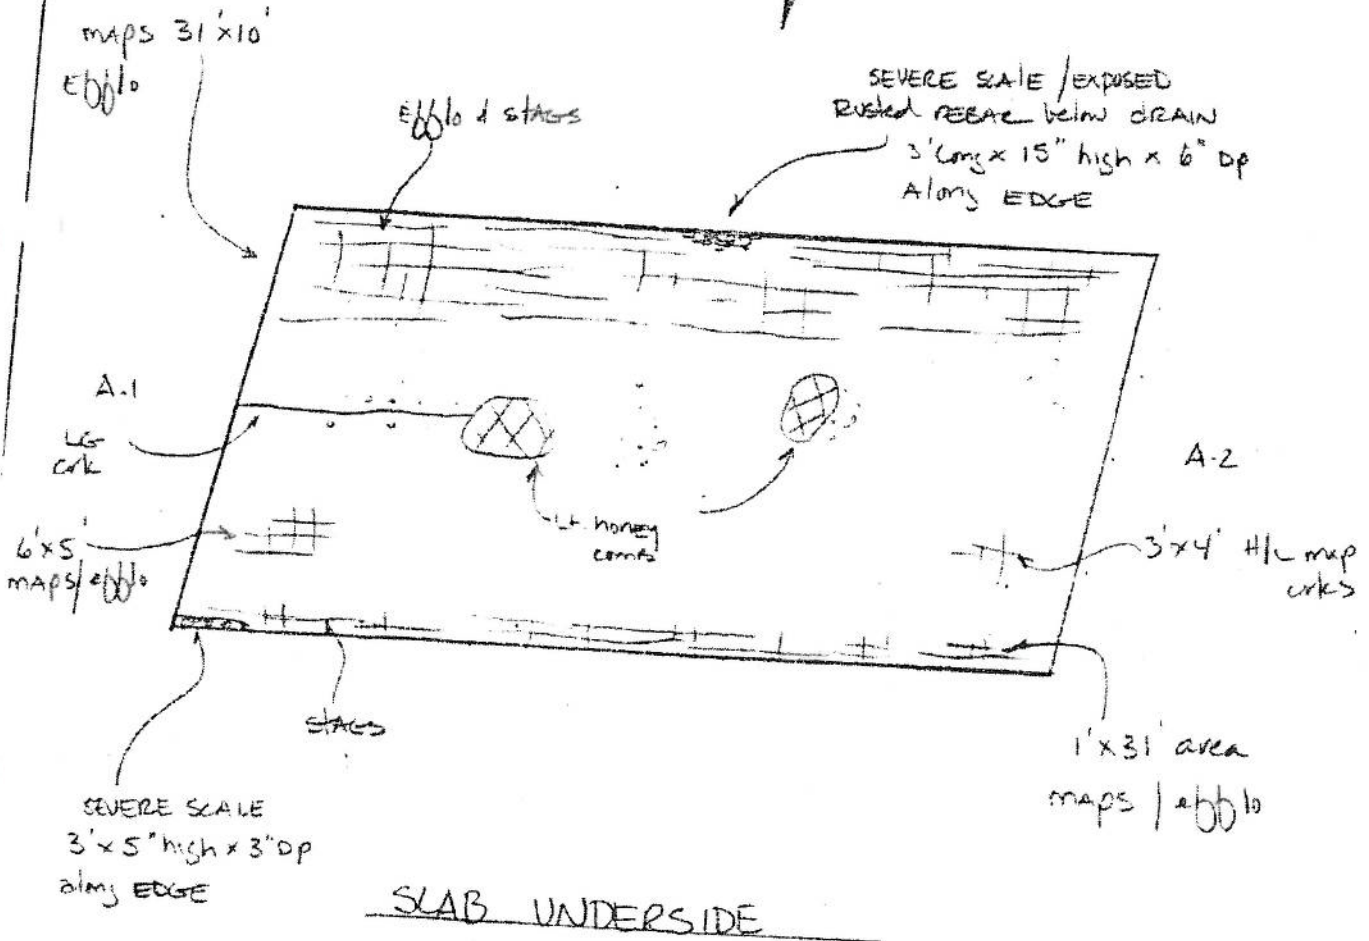 MAPS 31'x10'
Efflo
Efflo & STAGS
SEVERE SCALE / EXPOSED
Rusted REBAR below DRAIN
3' long x 15" high x 6" Dp
Along EDGE
A-1
LG
crk
A-2
Lt. honey
comb
6'x5'
MAPS/efflo
3'x4' H/L map
crks
STAGS
1'x31' area
MAPS / efflo
SEVERE SCALE
3' x 5" high x 3" Dp
along EDGE
SLAB UNDERSIDE